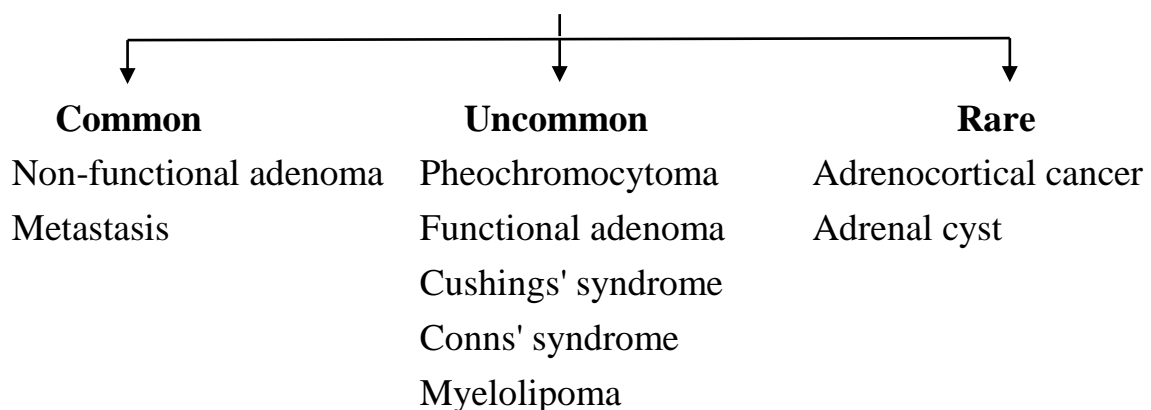 Common
Non-functional adenoma
Metastasis
Uncommon
Pheochromocytoma
Functional adenoma
Cushings' syndrome
Conns' syndrome
Myelolipoma
Rare
Adrenocortical cancer
Adrenal cyst